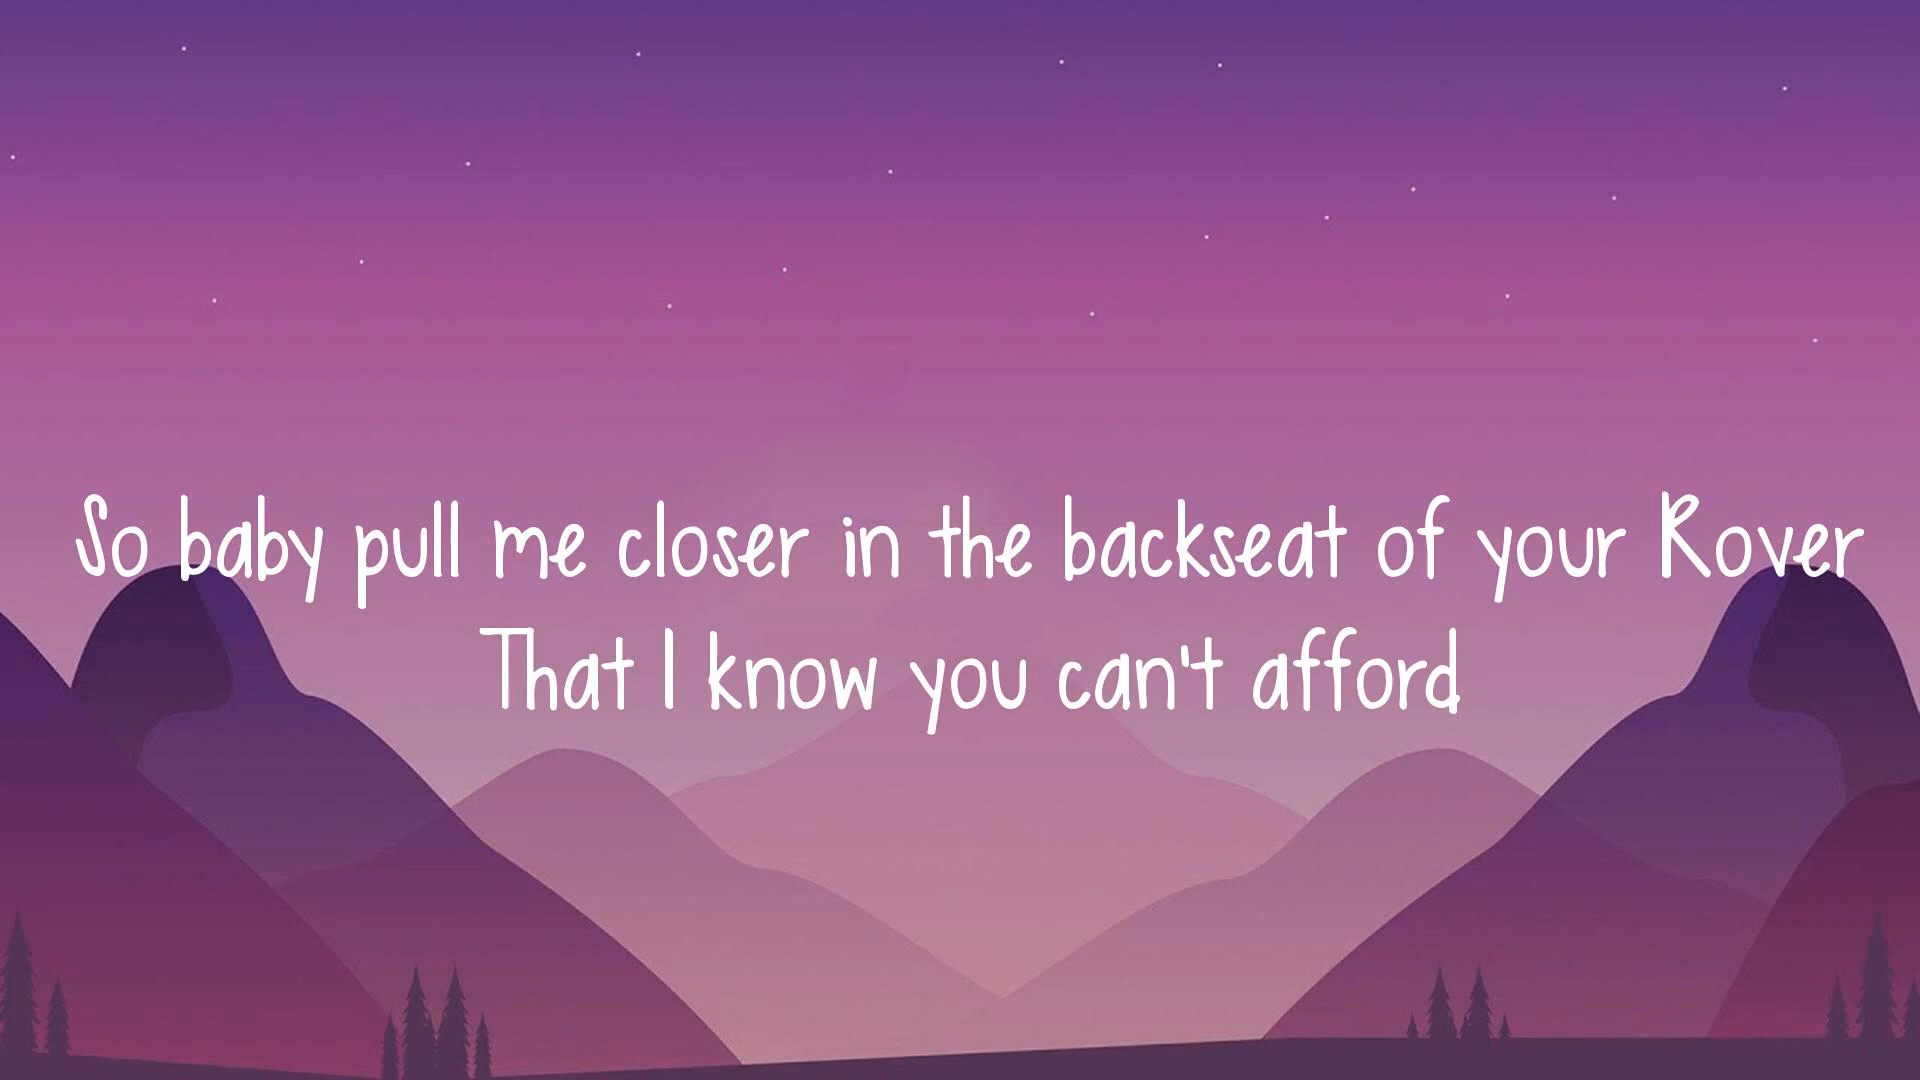 So baby pull me closer in the backseat of your Rover
That I know you can't afford